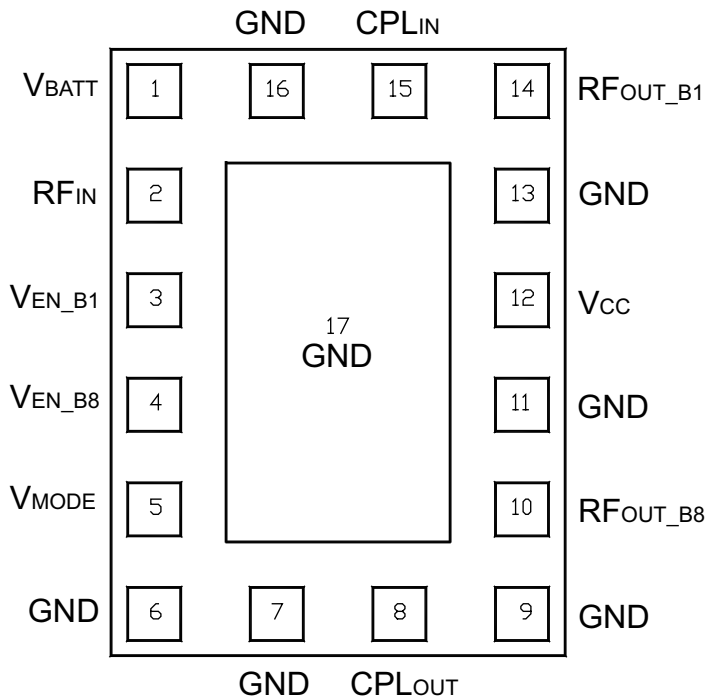 GND CPLIN
VBATT 1 16 15 14 RFOUT_B1
RFIN 2 13 GND
VEN_B1 3 12 VCC
17
GND
VEN_B8 4 11 GND
VMODE 5 10 RFOUT_B8
GND 6 7 8 9 GND
GND CPLOUT